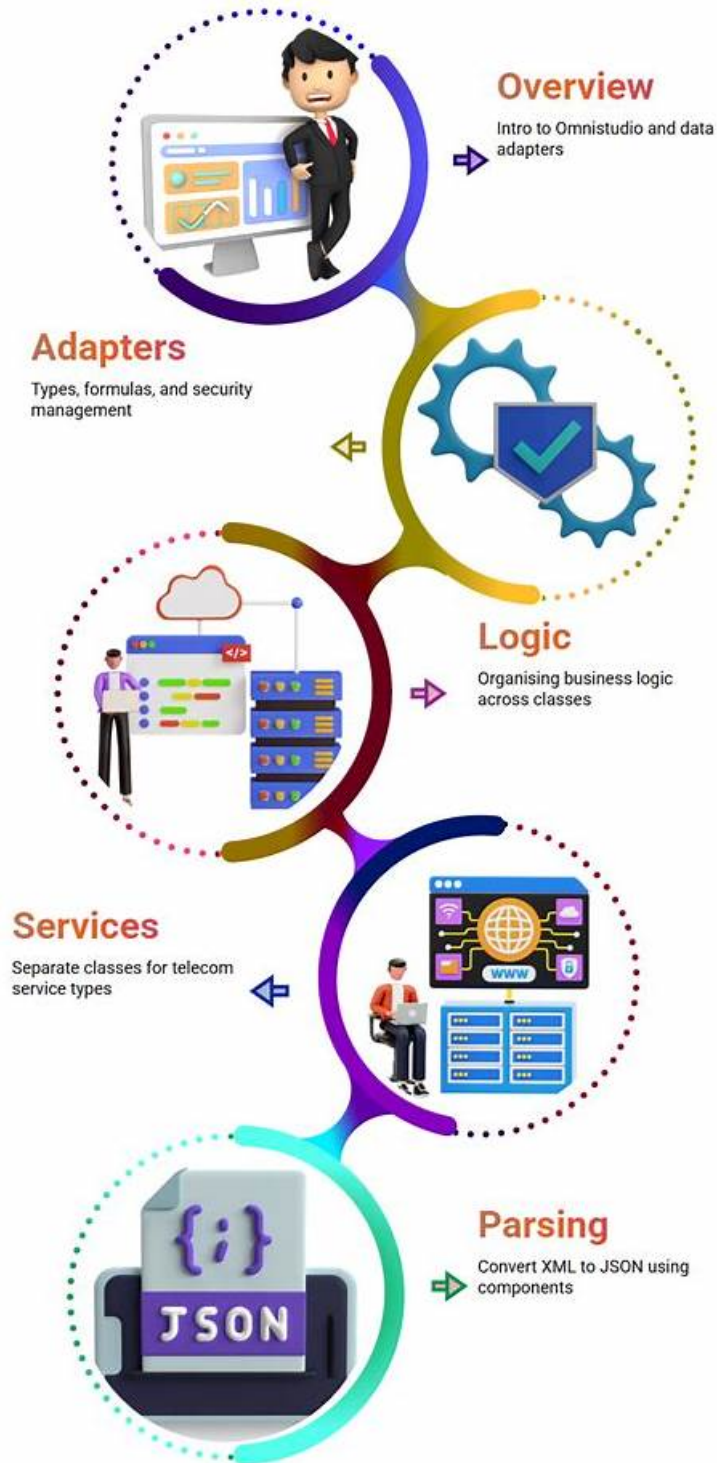 Overview
Intro to Omnistudio and data
adapters
Adapters
Types, formulas, and security
management
</>
Logic
Organising business logic
across classes
Services
Separate classes for telecom
service types
WWW
{;}
JSON
Parsing
Convert XML to JSON using
components